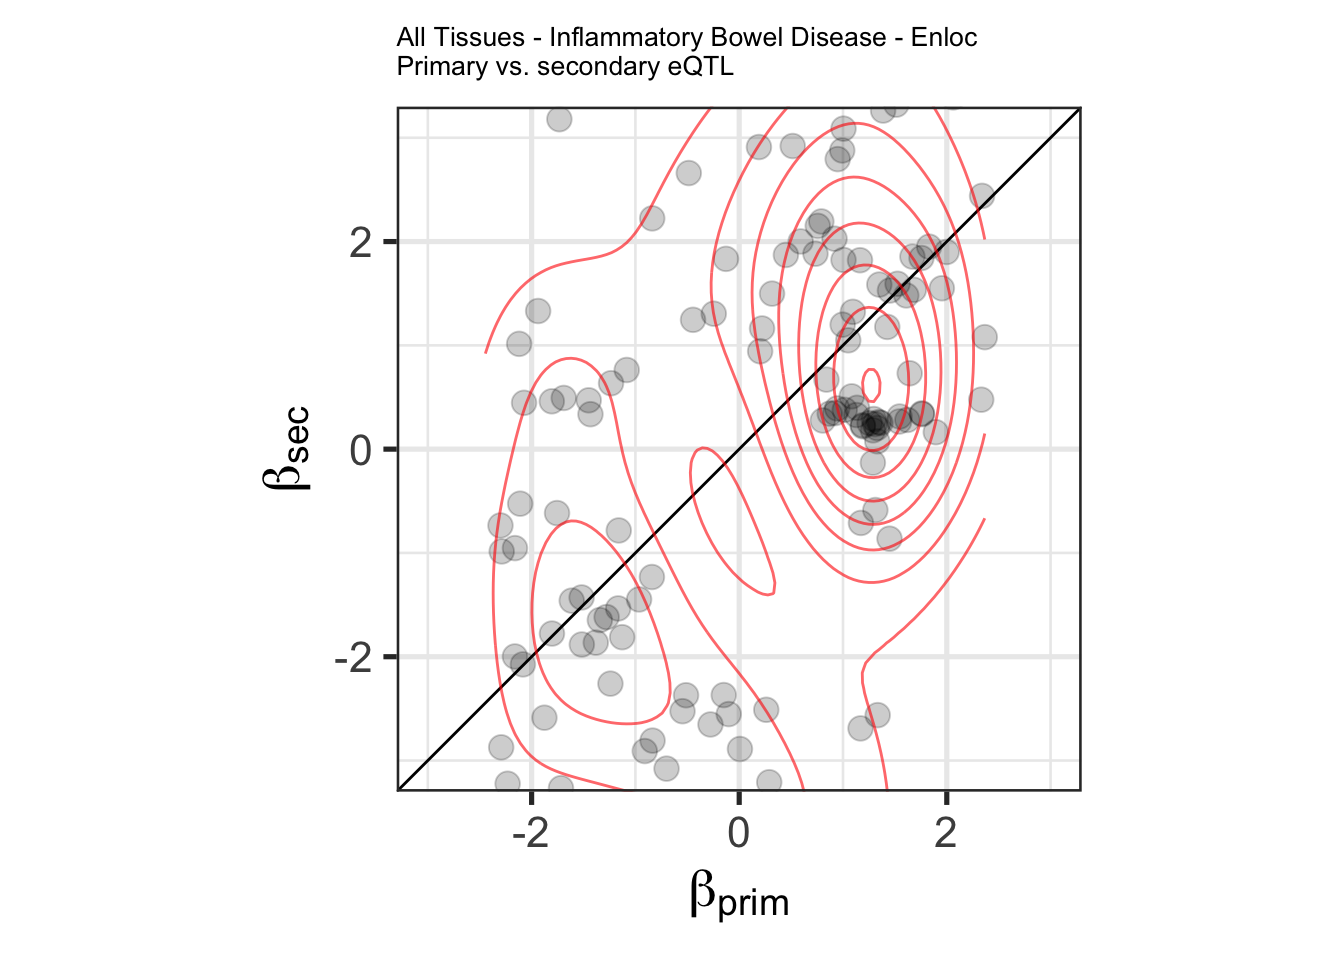 All Tissues - Inflammatory Bowel Disease - Enloc
Primary vs. secondary eQTL
βsec
2
0
-2
-2 0 2
βprim